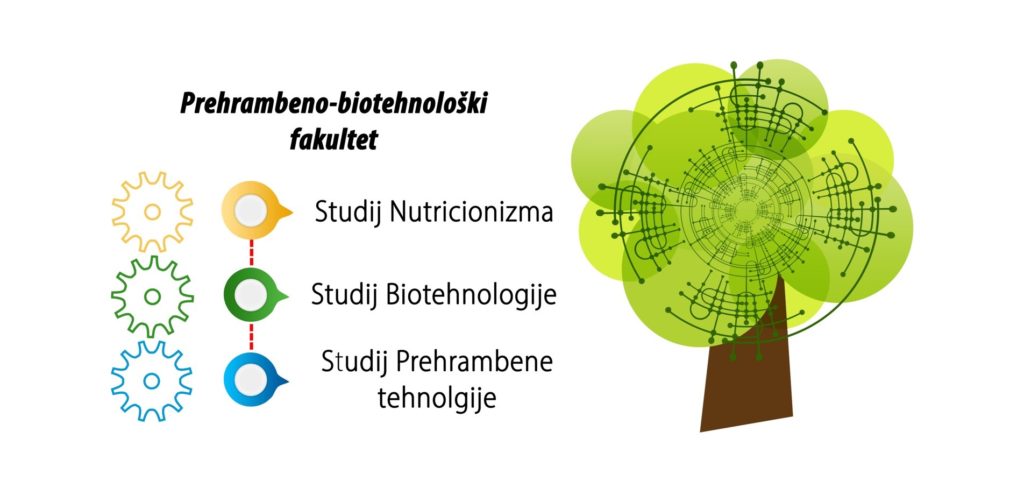 Prehrambeno-biotehnološki
fakultet
Studij Nutricionizma
Studij Biotehnologije
Studij Prehrambene
tehnolgije